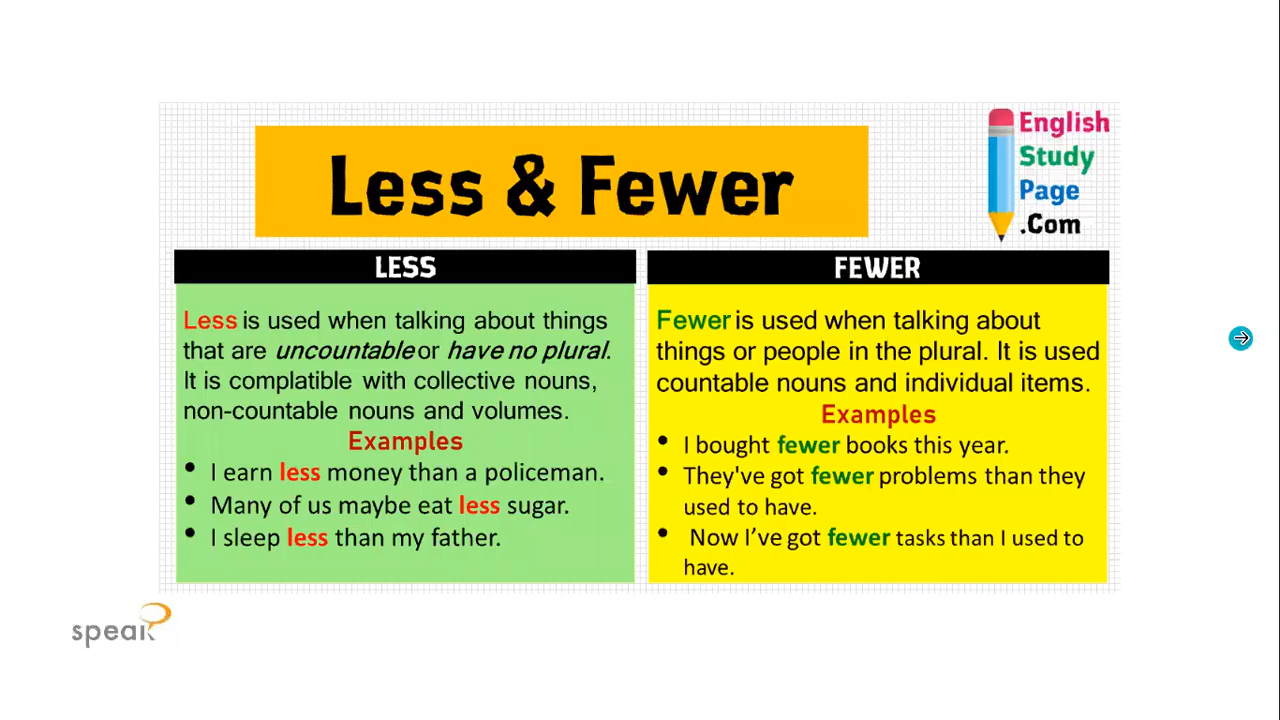 Less & Fewer
English
Study
Page
.Com
LESS
Less is used when talking about things
that are uncountable or have no plural.
It is complatible with collective nouns,
non-countable nouns and volumes.
Examples
• I earn less money than a policeman.
• Many of us maybe eat less sugar.
• I sleep less than my father.
FEWER
Fewer is used when talking about
things or people in the plural. It is used
countable nouns and individual items.
Examples
• I bought fewer books this year.
• They've got fewer problems than they
used to have.
• Now I’ve got fewer tasks than I used to
have.
speak